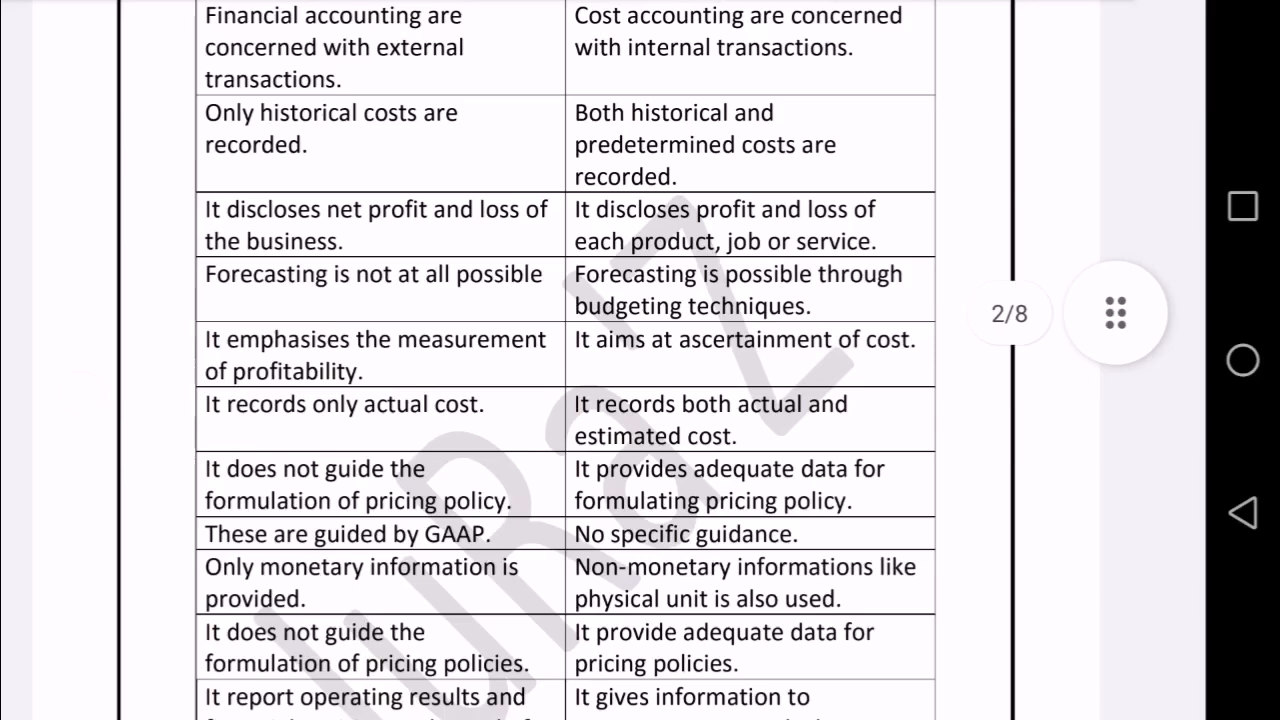 Financial accounting are
concerned with external
transactions.
Cost accounting are concerned
with internal transactions.
Only historical costs are
recorded.
Both historical and
predetermined costs are
recorded.
It discloses net profit and loss of
the business.
It discloses profit and loss of
each product, job or service.
Forecasting is not at all possible
Forecasting is possible through
budgeting techniques.
It emphasises the measurement
of profitability.
It aims at ascertainment of cost.
It records only actual cost.
It records both actual and
estimated cost.
It does not guide the
formulation of pricing policy.
It provides adequate data for
formulating pricing policy.
These are guided by GAAP.
No specific guidance.
Only monetary information is
provided.
Non-monetary informations like
physical unit is also used.
It does not guide the
formulation of pricing policies.
It provide adequate data for
pricing policies.
It report operating results and
It gives information to
2/8